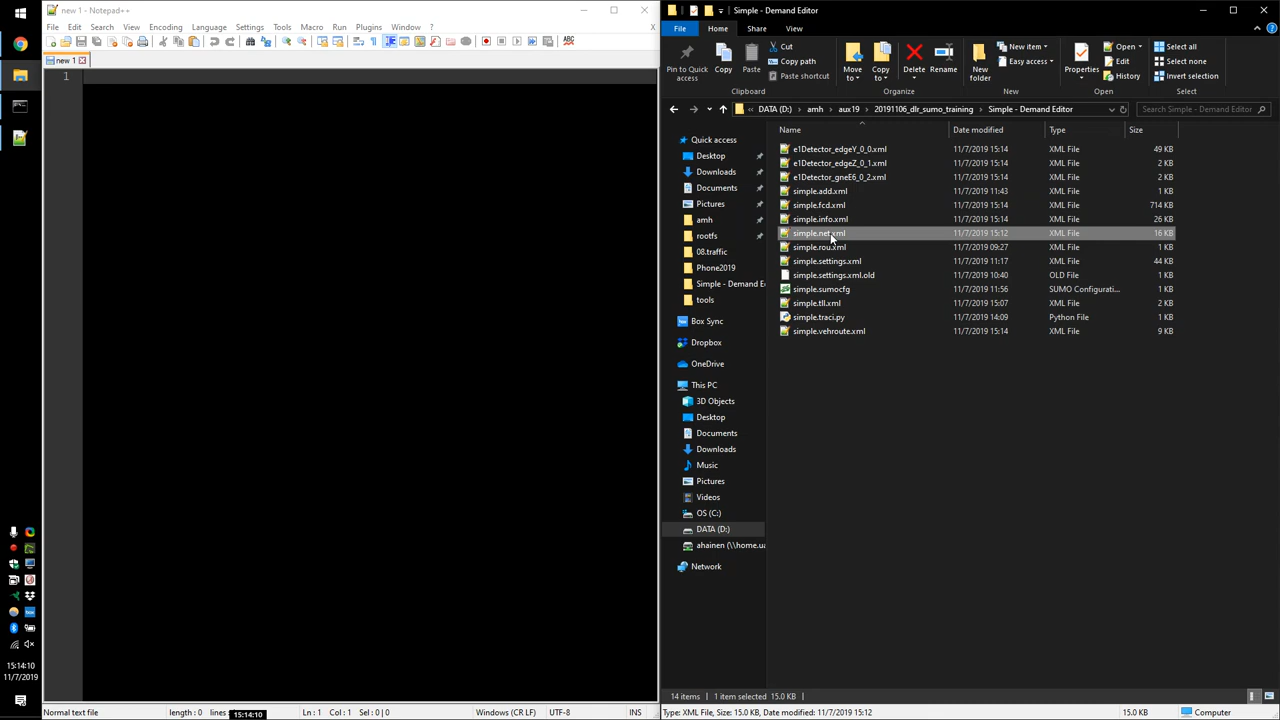 new 1 - Notepad++
File Edit Search View Encoding Language Settings Tools Macro Run Plugins Window ?
X
new 1
1
Normal text file
length : 0 lines
Ln : 1 Col : 1 Sel : 0 | 0
Windows (CR LF)
UTF-8
INS
15:14:10
15:14:10
11/7/2019
Simple - Demand Editor
File Home Share View
Pin to Quick access
Copy
Paste
Cut
Copy path
Paste shortcut
Clipboard
Move to
Copy to
Delete
Rename
Organize
New folder
New item
Easy access
New
Properties
Open
Edit
History
Open
Select all
Select none
Invert selection
Select
DATA (D:) › amh › aux19 › 20191106_dlr_sumo_training › Simple - Demand Editor
Search Simple - Demand Editor
Quick access
Desktop
Downloads
Documents
Pictures
amh
rootfs
08.traffic
Phone2019
Simple - Demand E
tools
Box Sync
Dropbox
OneDrive
This PC
3D Objects
Desktop
Documents
Downloads
Music
Pictures
Videos
OS (C:)
DATA (D:)
ahainen (\\home.ua
Network
Name Date modified Type Size
e1Detector_edgeY_0_0.xml 11/7/2019 15:14 XML File 49 KB
e1Detector_edgeZ_0_1.xml 11/7/2019 15:14 XML File 2 KB
e1Detector_gneE6_0_2.xml 11/7/2019 15:14 XML File 2 KB
simple.add.xml 11/7/2019 11:43 XML File 1 KB
simple.fcd.xml 11/7/2019 15:14 XML File 714 KB
simple.info.xml 11/7/2019 15:14 XML File 26 KB
simple.net.xml 11/7/2019 15:12 XML File 16 KB
simple.rou.xml 11/7/2019 09:27 XML File 1 KB
simple.settings.xml 11/7/2019 11:17 XML File 44 KB
simple.settings.xml.old 11/7/2019 10:40 OLD File 1 KB
simple.sumocfg 11/7/2019 11:56 SUMO Configurati... 1 KB
simple.tll.xml 11/7/2019 15:07 XML File 2 KB
simple.traci.py 11/7/2019 14:09 Python File 1 KB
simple.vehroute.xml 11/7/2019 15:14 XML File 9 KB
14 items 1 item selected 15.0 KB
Type: XML File, Size: 15.0 KB, Date modified: 11/7/2019 15:12
15.0 KB
Computer